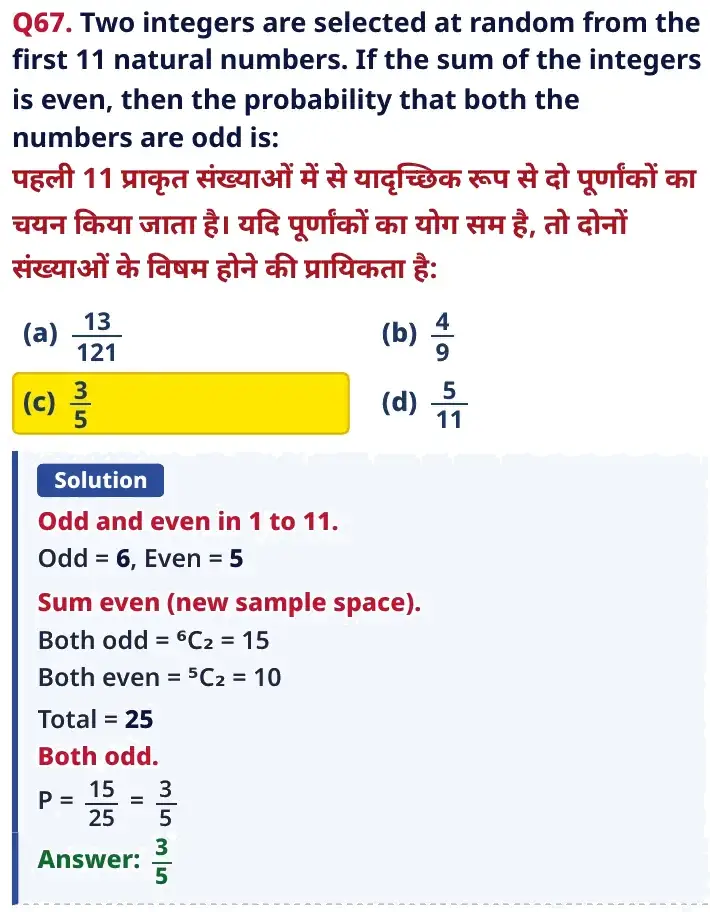 Q67. Two integers are selected at random from the
first 11 natural numbers. If the sum of the integers
is even, then the probability that both the
numbers are odd is:
पहली 11 प्राकृत संख्याओं में से यादृच्छिक रूप से दो पूर्णांकों का
चयन किया जाता है। यदि पूर्णांकों का योग सम है, तो दोनों
संख्याओं के विषम होने की प्रायिकता है:
(a) 13/121 (b) 4/9
(c) 3/5 (d) 5/11
Solution
Odd and even in 1 to 11.
Odd = 6, Even = 5
Sum even (new sample space).
Both odd = ⁶C₂ = 15
Both even = ⁵C₂ = 10
Total = 25
Both odd.
P = 15/25 = 3/5
Answer: 3/5